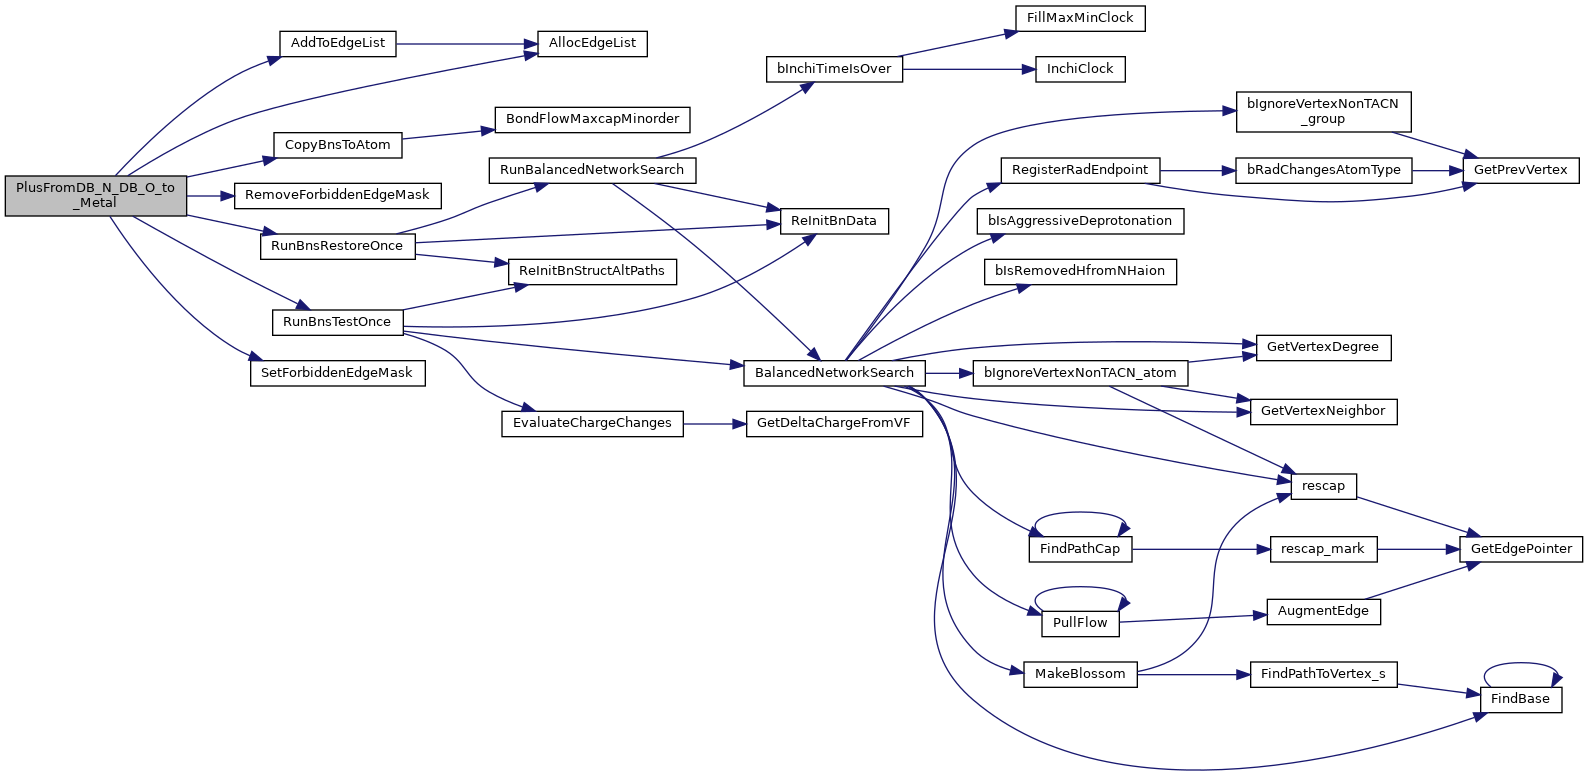 PlusFromDB_N_DB_O_to
_Metal
AddToEdgeList
AllocEdgeList
CopyBnsToAtom
BondFlowMaxcapMinorder
RemoveForbiddenEdgeMask
RunBnsRestoreOnce
RunBnsTestOnce
SetForbiddenEdgeMask
RunBalancedNetworkSearch
ReInitBnData
ReInitBnStructAltPaths
EvaluateChargeChanges
GetDeltaChargeFromVF
bInchiTimeIsOver
FillMaxMinClock
InchiClock
BalancedNetworkSearch
bIgnoreVertexNonTACN
_group
RegisterRadEndpoint
bRadChangesAtomType
GetPrevVertex
bIsAggressiveDeprotonation
bIsRemovedHfromNHaion
bIgnoreVertexNonTACN_atom
GetVertexDegree
GetVertexNeighbor
rescap
FindPathCap
rescap_mark
GetEdgePointer
PullFlow
AugmentEdge
MakeBlossom
FindPathToVertex_s
FindBase